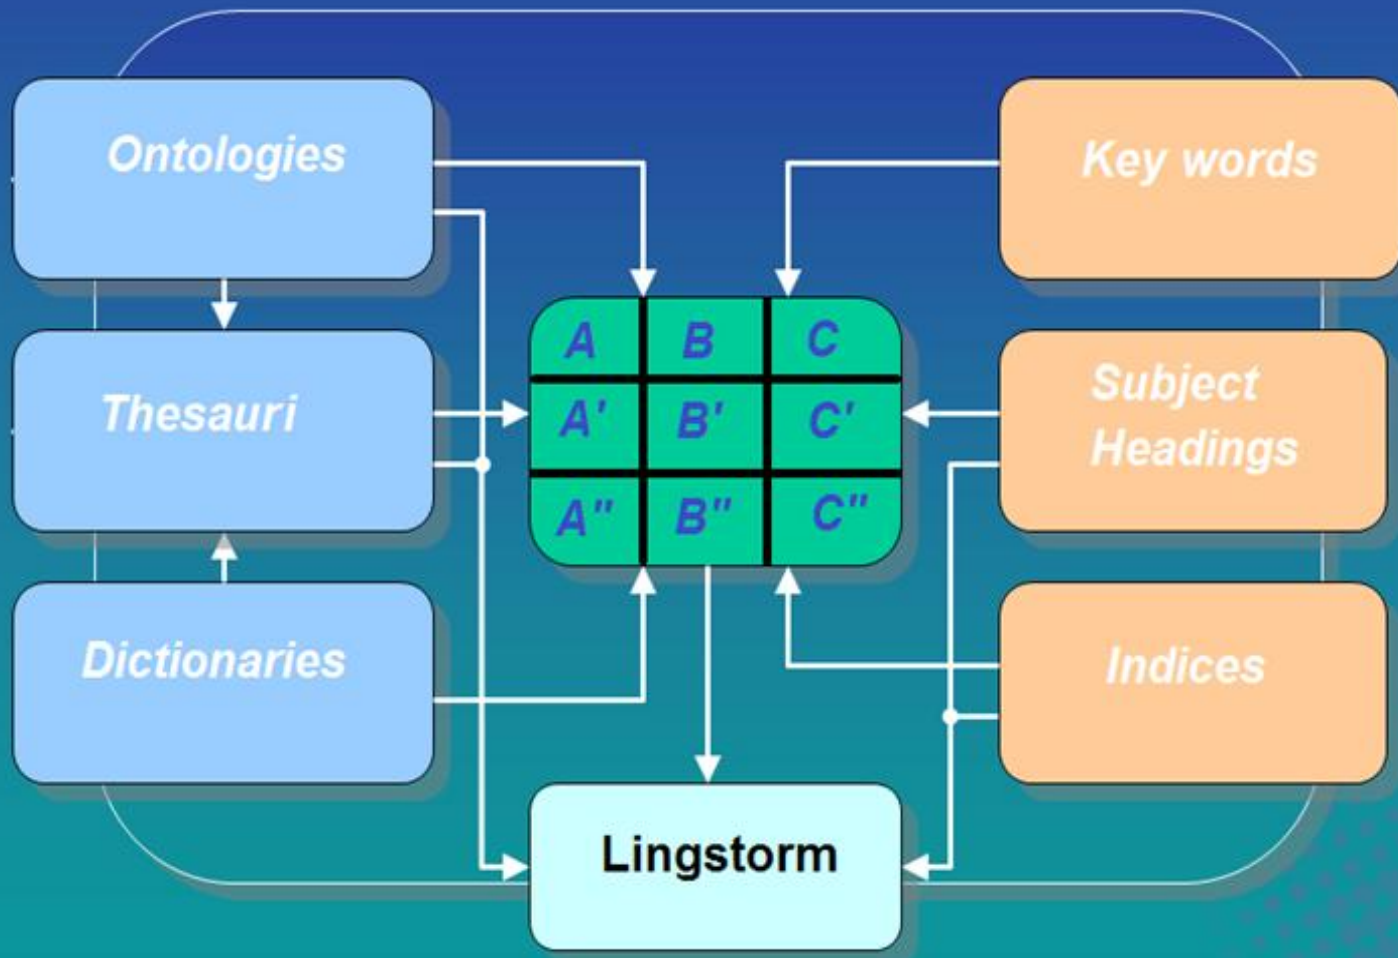 Ontologies
Key words
A B C
Thesauri
A' B' C'
Subject
Headings
A" B" C"
Dictionaries
Indices
Lingstorm